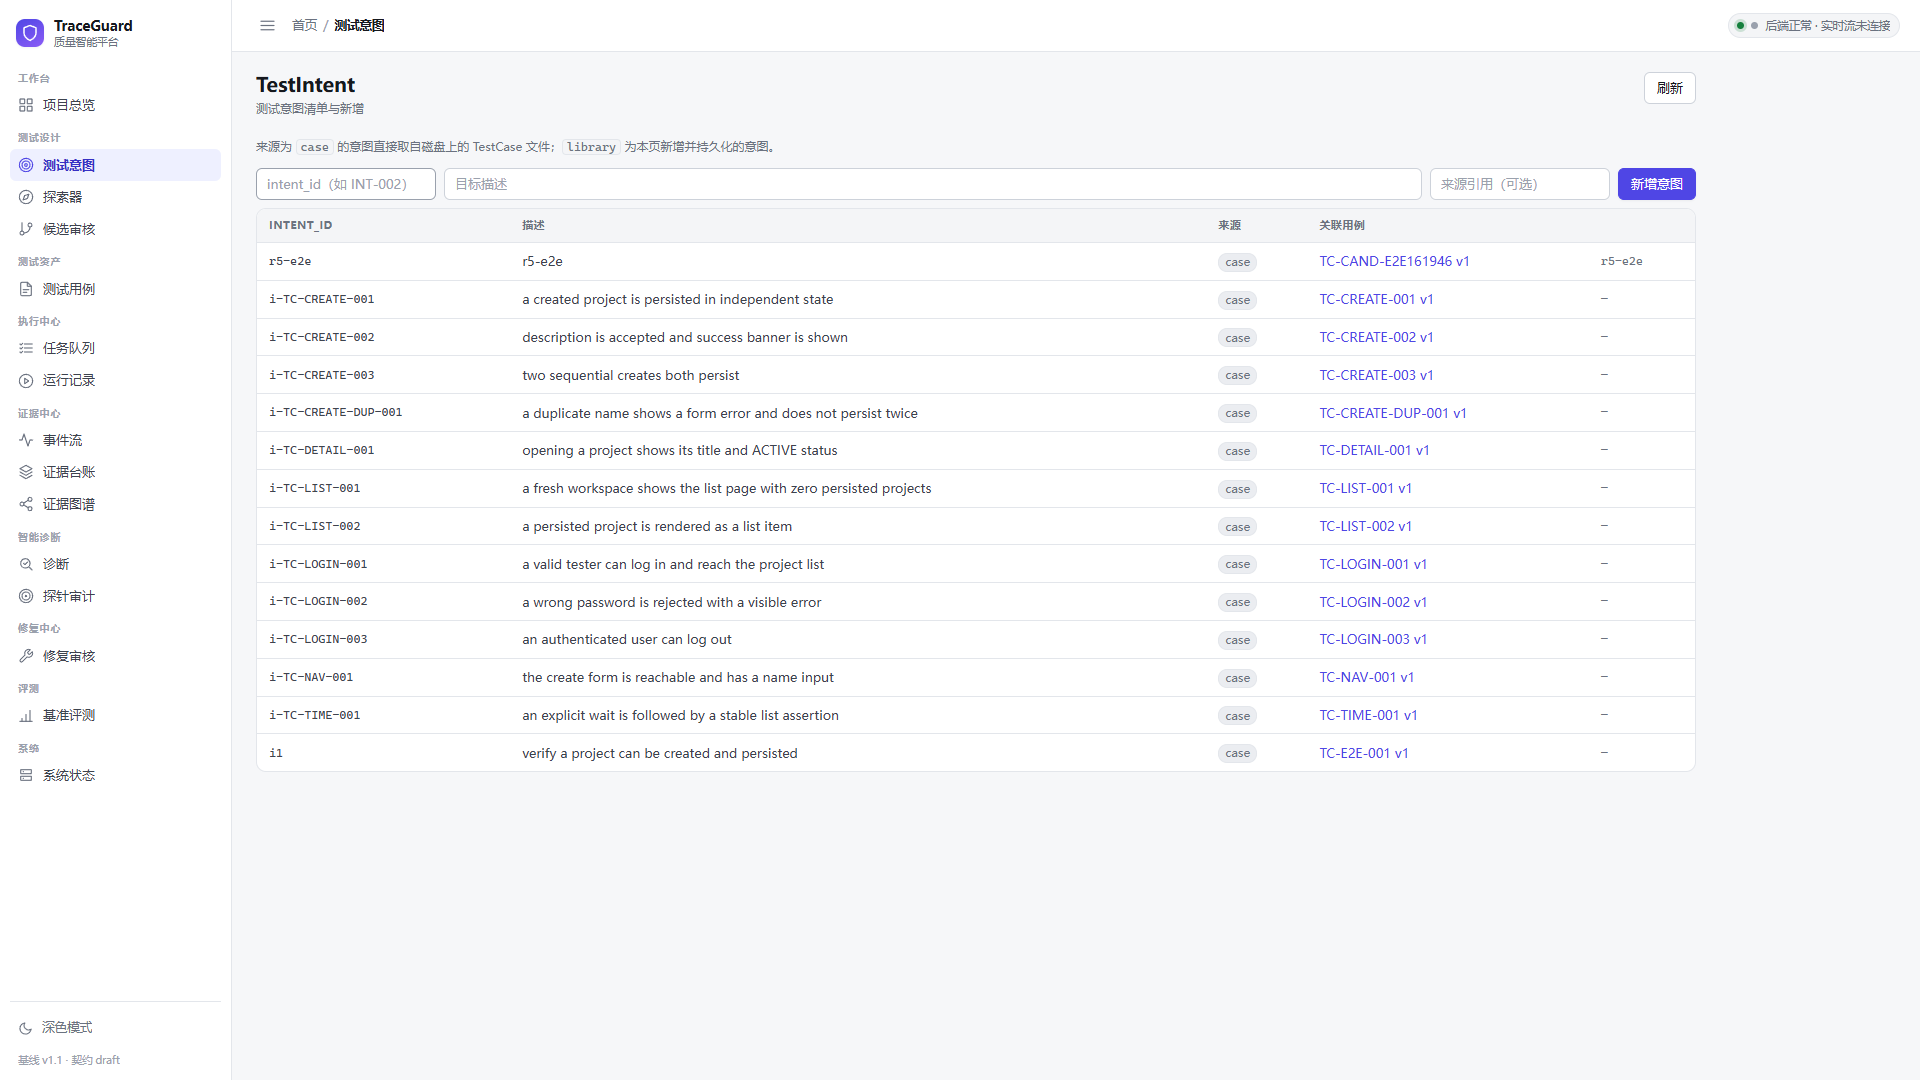 TraceGuard
质量智能平台
工作台
项目总览
测试设计
测试意图
探索器
候选审核
测试资产
测试用例
执行中心
任务队列
运行记录
证据中心
事件流
证据台账
证据图谱
智能诊断
诊断
探针审计
修复中心
修复审核
评测
基准评测
系统
系统状态
深色模式
基线 v1.1 · 契约 draft
首页 / 测试意图
后端正常 · 实时流未连接
TestIntent
测试意图清单与新增
刷新
来源为 case 的意图直接取自磁盘上的 TestCase 文件； library 为本页新增并持久化的意图。
intent_id（如 INT-002） 目标描述 来源引用（可选） 新增意图
INTENT_ID 描述 来源 关联用例
r5-e2e r5-e2e case TC-CAND-E2E161946 v1 r5-e2e
i-TC-CREATE-001 a created project is persisted in independent state case TC-CREATE-001 v1 —
i-TC-CREATE-002 description is accepted and success banner is shown case TC-CREATE-002 v1 —
i-TC-CREATE-003 two sequential creates both persist case TC-CREATE-003 v1 —
i-TC-CREATE-DUP-001 a duplicate name shows a form error and does not persist twice case TC-CREATE-DUP-001 v1 —
i-TC-DETAIL-001 opening a project shows its title and ACTIVE status case TC-DETAIL-001 v1 —
i-TC-LIST-001 a fresh workspace shows the list page with zero persisted projects case TC-LIST-001 v1 —
i-TC-LIST-002 a persisted project is rendered as a list item case TC-LIST-002 v1 —
i-TC-LOGIN-001 a valid tester can log in and reach the project list case TC-LOGIN-001 v1 —
i-TC-LOGIN-002 a wrong password is rejected with a visible error case TC-LOGIN-002 v1 —
i-TC-LOGIN-003 an authenticated user can log out case TC-LOGIN-003 v1 —
i-TC-NAV-001 the create form is reachable and has a name input case TC-NAV-001 v1 —
i-TC-TIME-001 an explicit wait is followed by a stable list assertion case TC-TIME-001 v1 —
i1 verify a project can be created and persisted case TC-E2E-001 v1 —